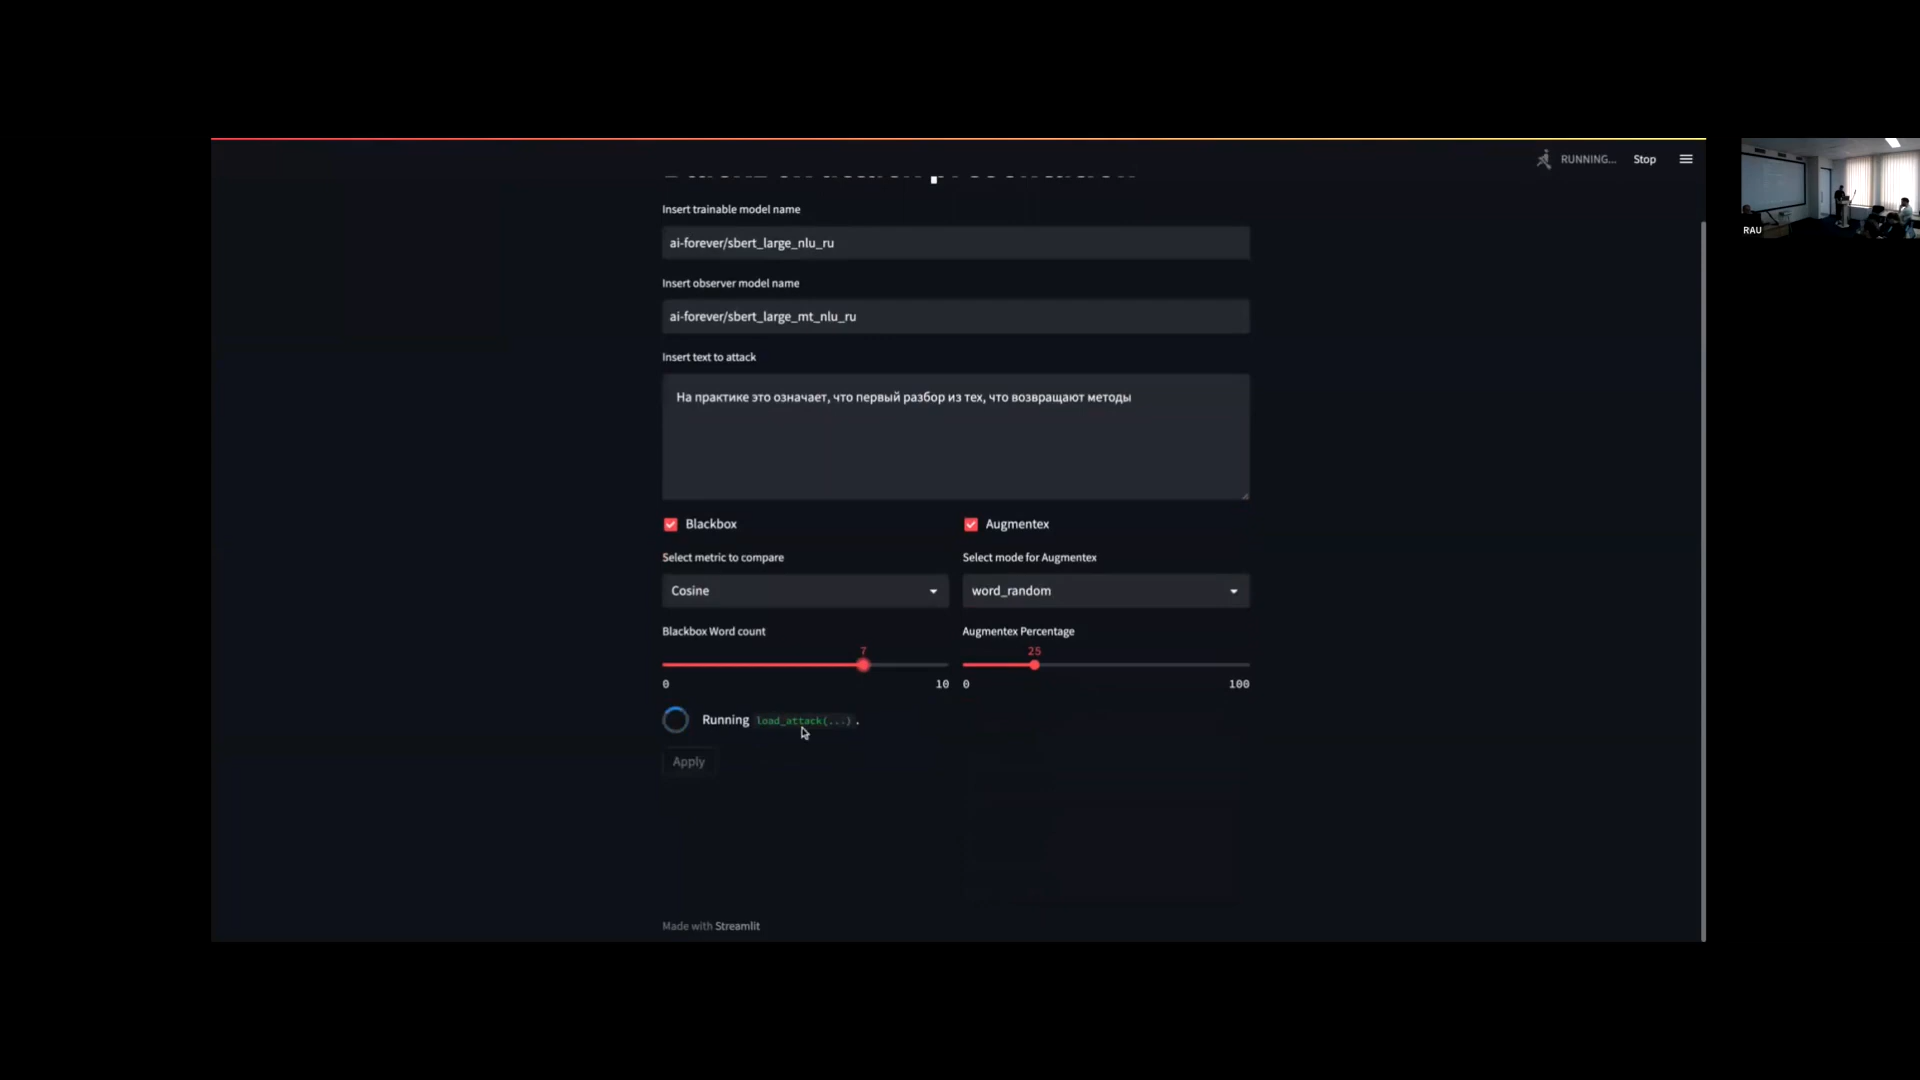 RUNNING...
Stop
Insert trainable model name
ai-forever/sbert_large_nlu_ru
Insert observer model name
ai-forever/sbert_large_mt_nlu_ru
Insert text to attack
На практике это означает, что первый разбор из тех, что возвращают методы
Blackbox
Augmentex
Select metric to compare
Select mode for Augmentex
Cosine
word_random
Blackbox Word count
Augmentex Percentage
7
25
0
10
0
100
Running load_attack(...).
Apply
Made with Streamlit
RAU